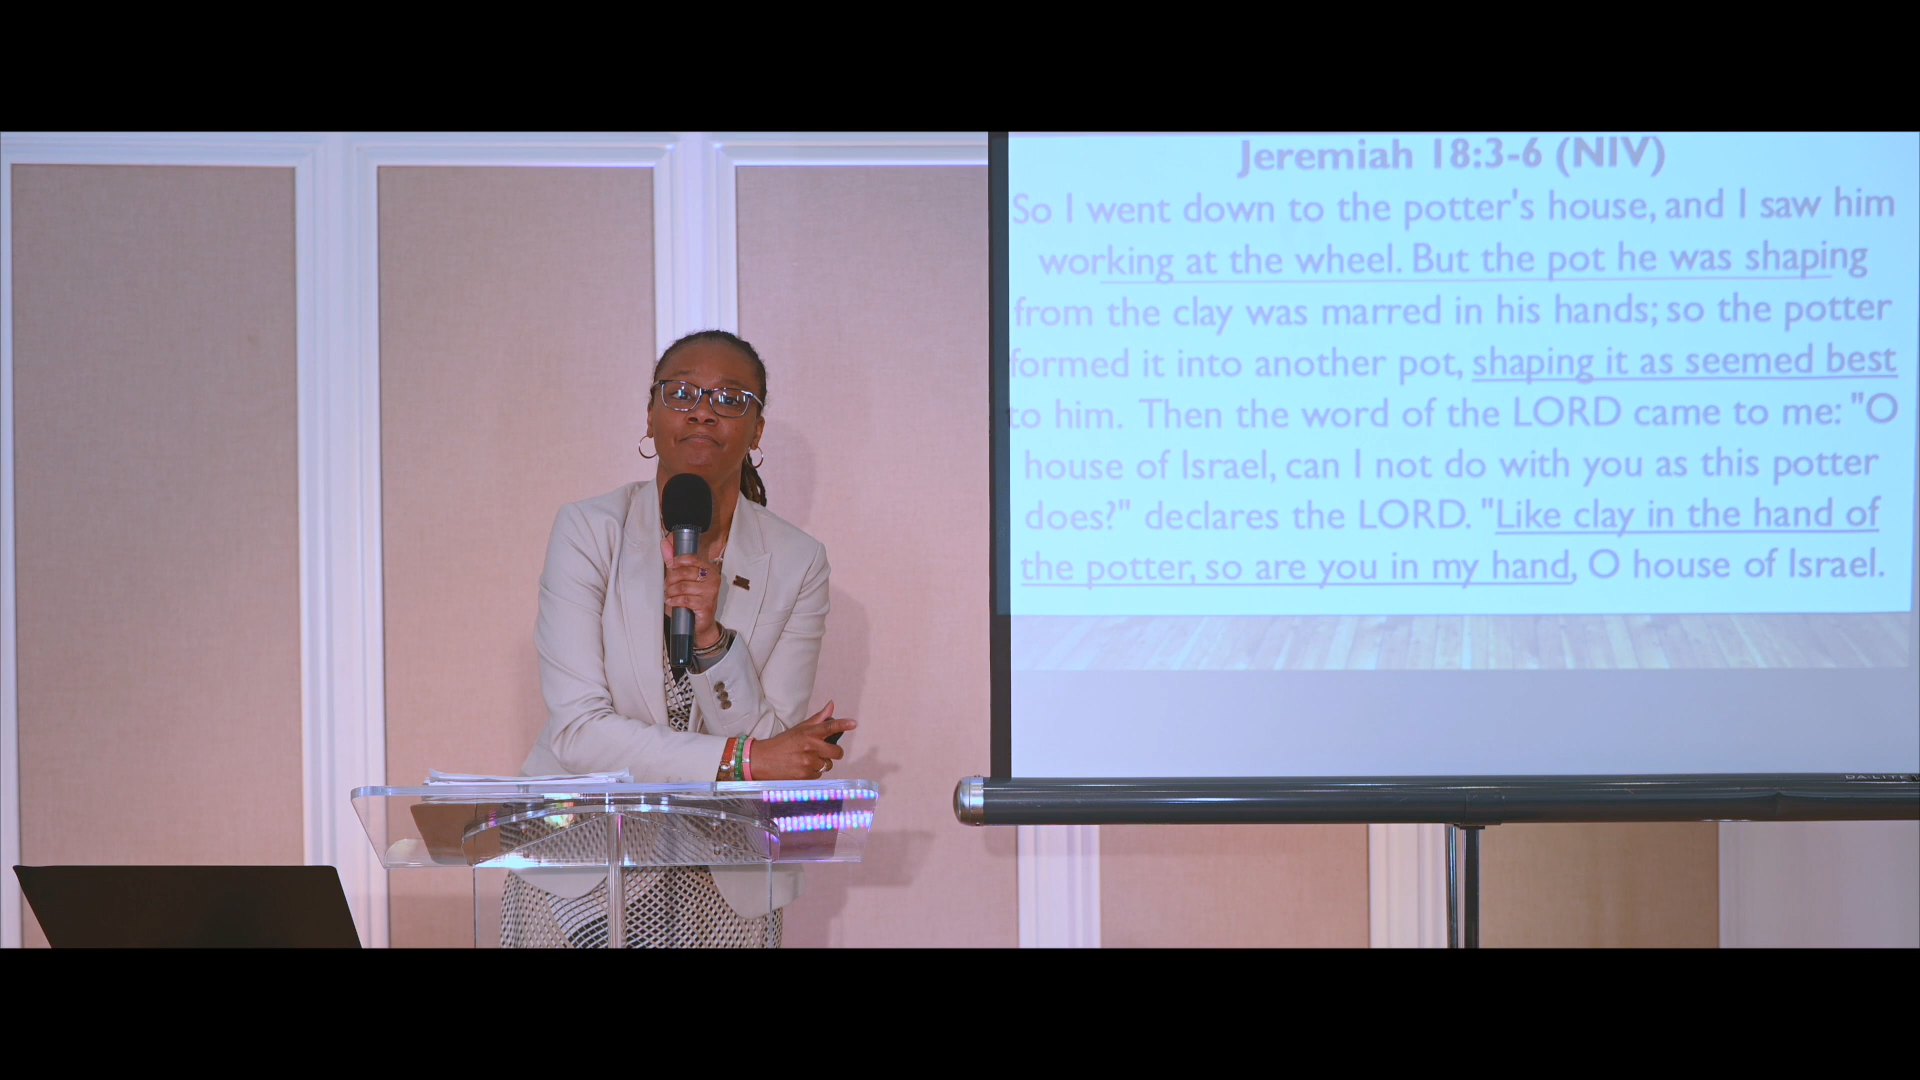 Jeremiah 18:3-6 (NIV)
So I went down to the potter's house, and I saw him
working at the wheel. But the pot he was shaping
from the clay was marred in his hands; so the potter
formed it into another pot, shaping it as seemed best
to him. Then the word of the LORD came to me: "O
house of Israel, can I not do with you as this potter
does?" declares the LORD. "Like clay in the hand of
the potter, so are you in my hand, O house of Israel.
DA-LITE